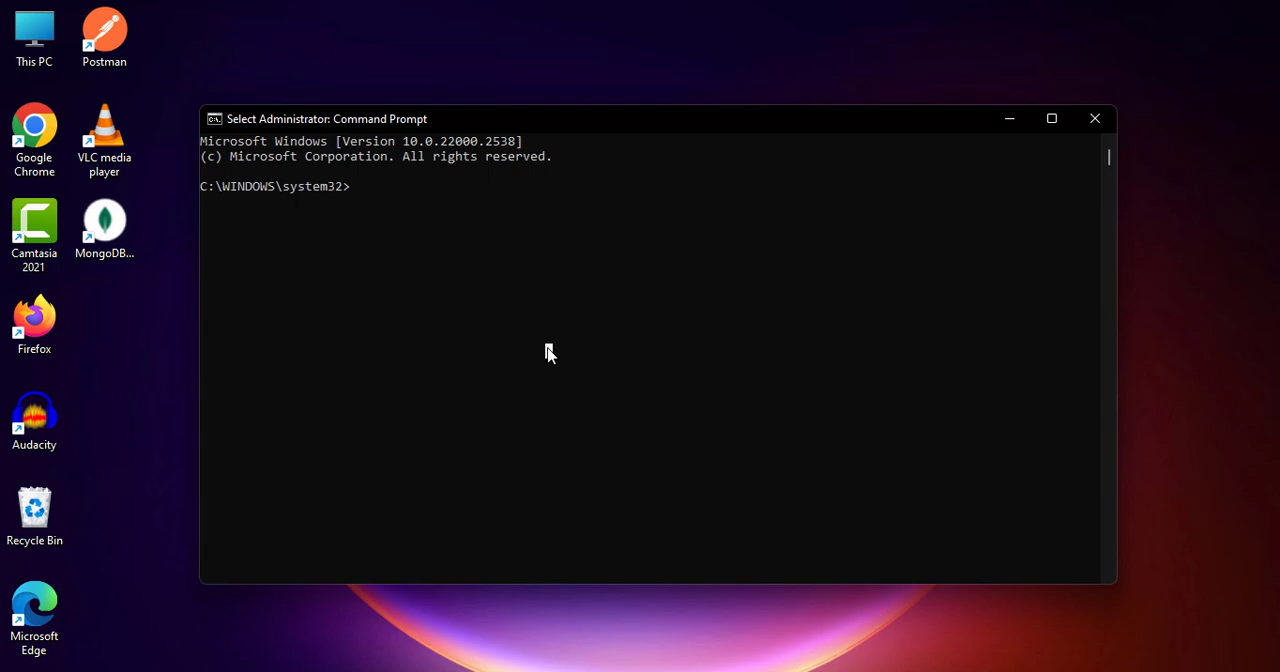 This PC
Postman
Google
Chrome
VLC media
player
Camtasia
2021
MongoDB...
Firefox
Audacity
Recycle Bin
Microsoft
Edge
Select Administrator: Command Prompt
Microsoft Windows [Version 10.0.22000.2538]
(c) Microsoft Corporation. All rights reserved.
C:\WINDOWS\system32>